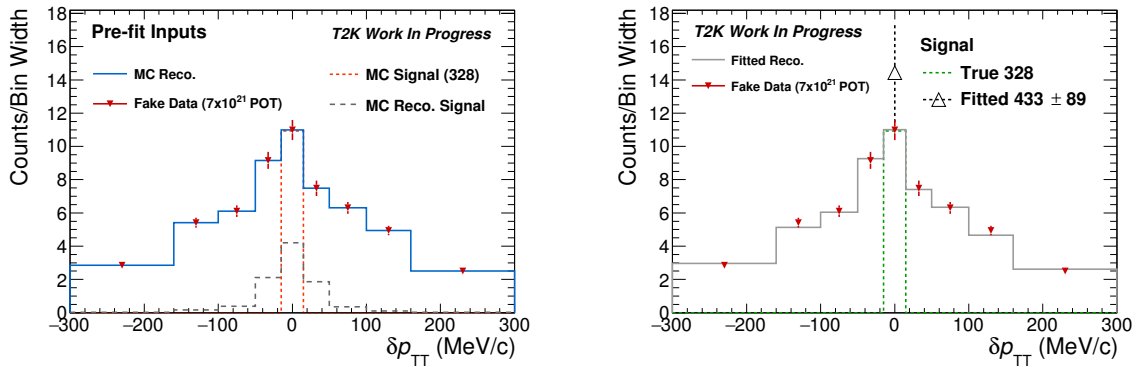 Pre-fit Inputs
T2K Work In Progress
MC Reco.
Fake Data (7x10²¹ POT)
MC Signal (328)
MC Reco. Signal
Counts/Bin Width
18
16
14
12
10
8
6
4
2
0
−300 −200 −100 0 100 200 300
δp_TT (MeV/c)
T2K Work In Progress
Fitted Reco.
Fake Data (7x10²¹ POT)
Signal
True 328
Fitted 433 ± 89
Counts/Bin Width
18
16
14
12
10
8
6
4
2
0
−300 −200 −100 0 100 200 300
δp_TT (MeV/c)